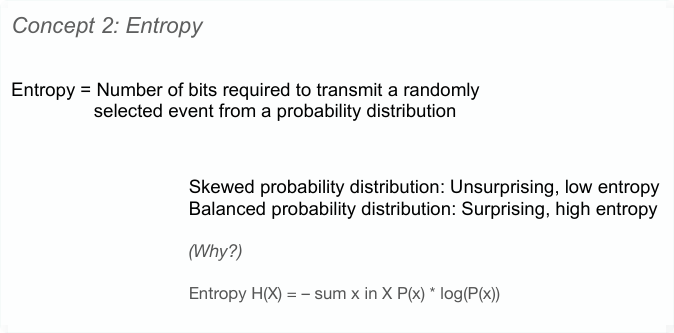 Concept 2: Entropy
Entropy = Number of bits required to transmit a randomly
selected event from a probability distribution
Skewed probability distribution: Unsurprising, low entropy
Balanced probability distribution: Surprising, high entropy
(Why?)
Entropy H(X) = – sum x in X P(x) * log(P(x))